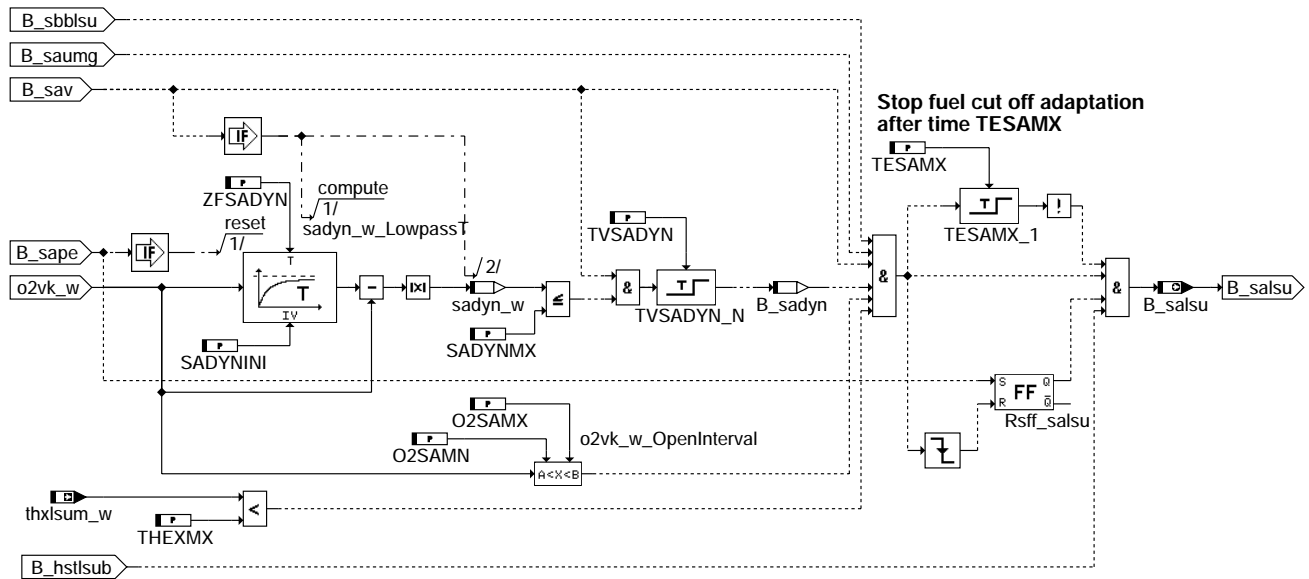 B_sbblsu
B_saumg
B_sav
Stop fuel cut off adaptation
after time TESAMX
P
TESAMX
IF
P
ZFSADYN
compute
1/
sadyn_w_LowpassT
T
TESAMX_1
!
reset
1/
P
TVSADYN
B_sape
IF
T
T
IV
2/
&
T
TVSADYN_N
B_sadyn
&
&
B_salsu
B_salsu
o2vk_w
-
|x|
sadyn_w
≤
P
SADYNINI
P
SADYNMX
S Q
FF
R Q̅
Rsff_salsu
P
O2SAMX
o2vk_w_OpenInterval
P
O2SAMN
A<X<B
thxlsum_w
<
P
THEXMX
B_hstlsub